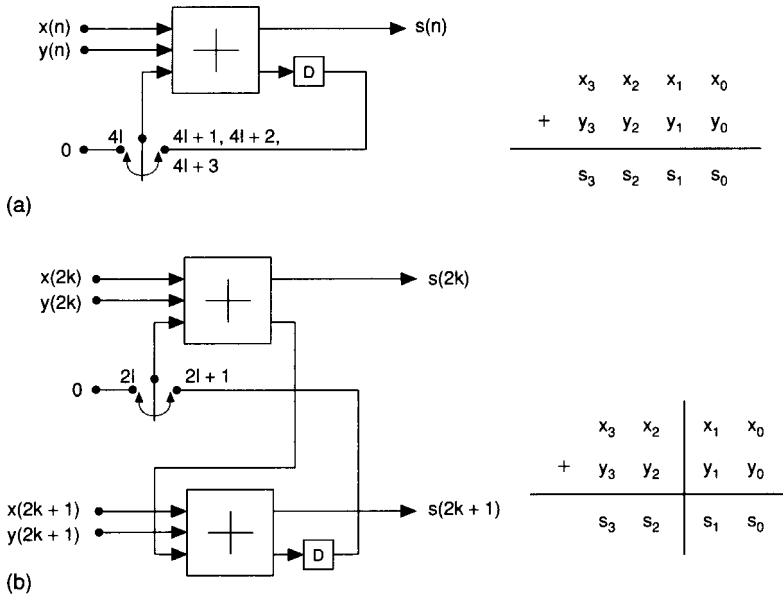 x(n)
s(n)
y(n)
D
x₃ x₂ x₁ x₀
+ y₃ y₂ y₁ y₀
s₃ s₂ s₁ s₀
0
4l
4l + 1, 4l + 2,
4l + 3
(a)
x(2k)
s(2k)
y(2k)
0
2l
2l + 1
x₃ x₂ x₁ x₀
+ y₃ y₂ y₁ y₀
s₃ s₂ s₁ s₀
x(2k + 1)
s(2k + 1)
y(2k + 1)
D
(b)